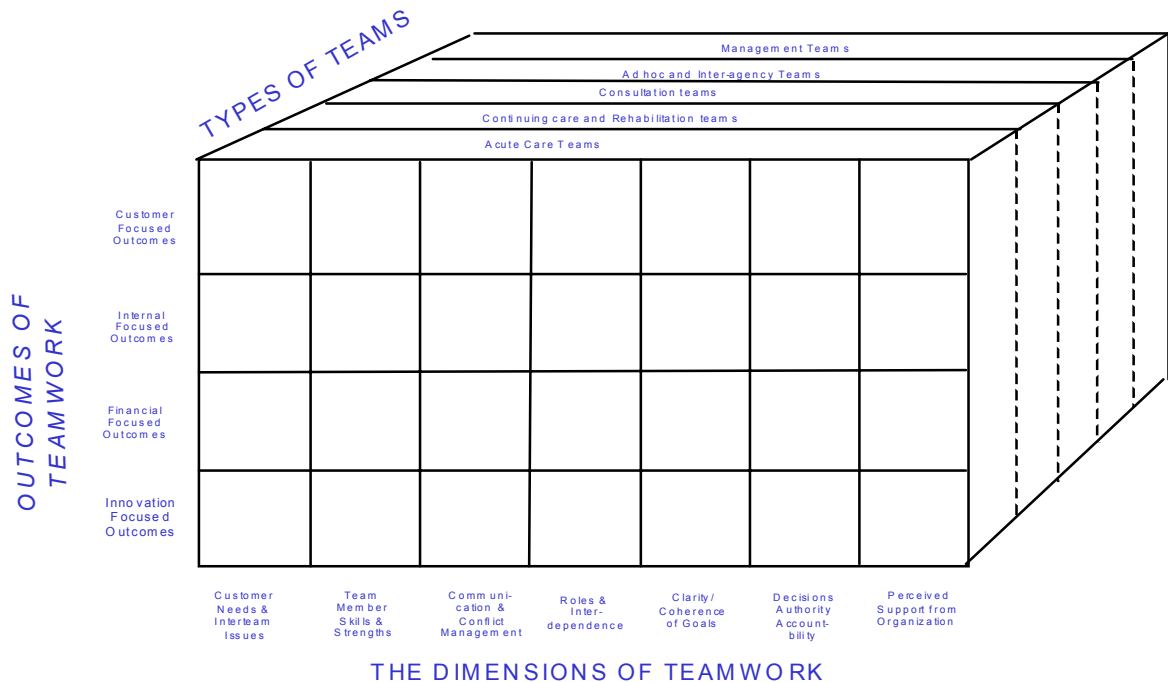 TYPES OF TEAMS
Management Teams
Ad hoc and Inter-agency Teams
Consultation teams
Continuing care and Rehabilitation teams
Acute Care Teams
OUTCOMES OF
TEAMWORK
Customer
Focused
Outcomes
Internal
Focused
Outcomes
Financial
Focused
Outcomes
Innovation
Focused
Outcomes
Customer
Needs &
Interteam
Issues
Team
Member
Skills &
Strengths
Communi-
cation &
Conflict
Management
Roles &
Inter-
dependence
Clarity/
Coherence
of Goals
Decisions
Authority
Account-
bility
Perceived
Support from
Organization
THE DIMENSIONS OF TEAMWORK